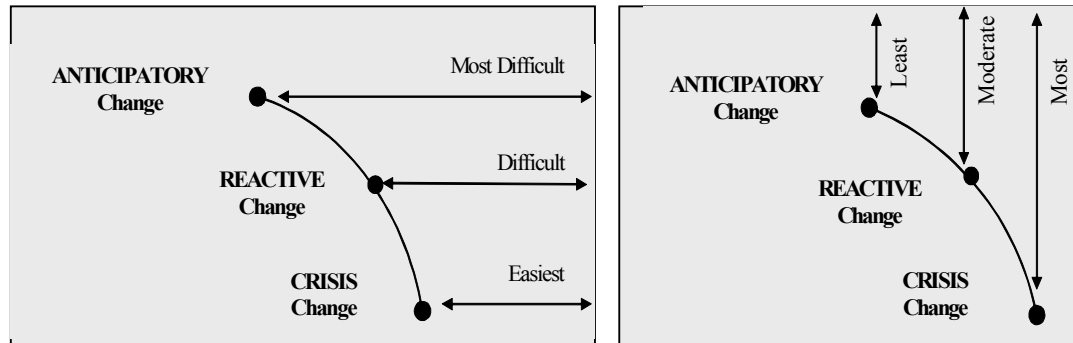 ANTICIPATORY
Change
Most Difficult
REACTIVE
Change
Difficult
CRISIS
Change
Easiest
ANTICIPATORY
Change
Least
Moderate
Most
REACTIVE
Change
CRISIS
Change